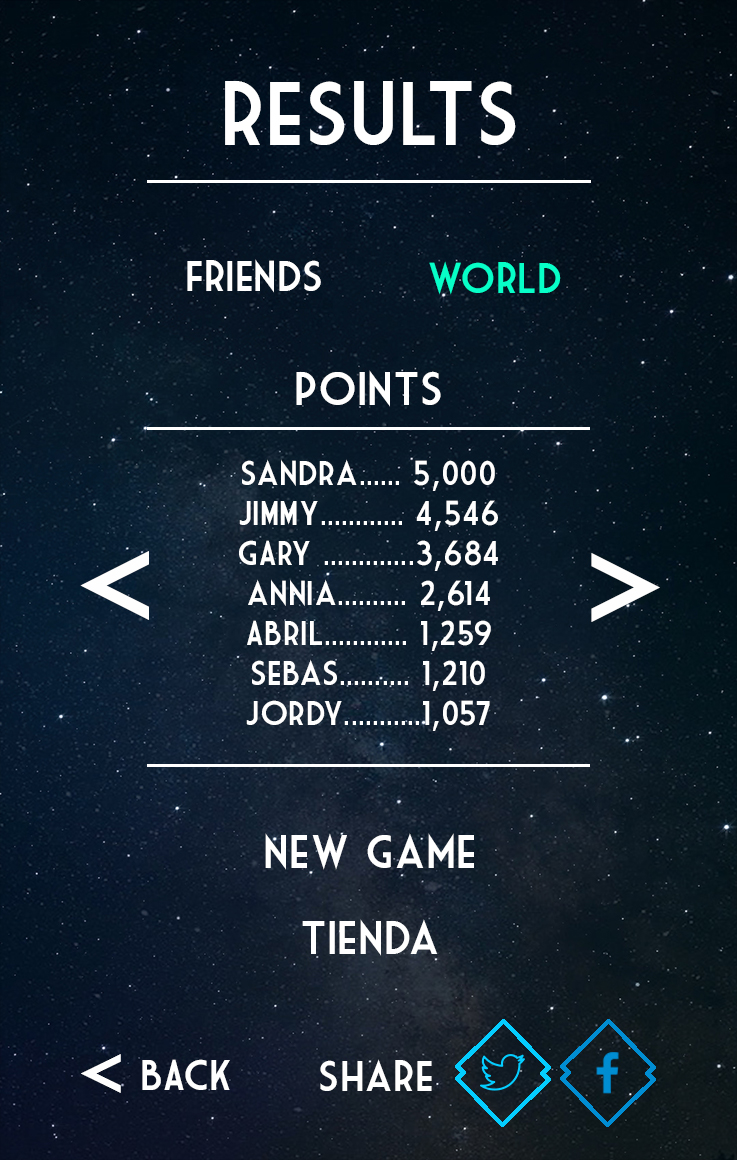 RESULTS
FRIENDS WORLD
POINTS
SANDRA...... 5,000
JIMMY............ 4,546
GARY .............3,684
ANNIA.......... 2,614
ABRIL............ 1,259
SEBAS.......... 1,210
JORDY............1,057
< >
NEW GAME
TIENDA
< BACK SHARE f